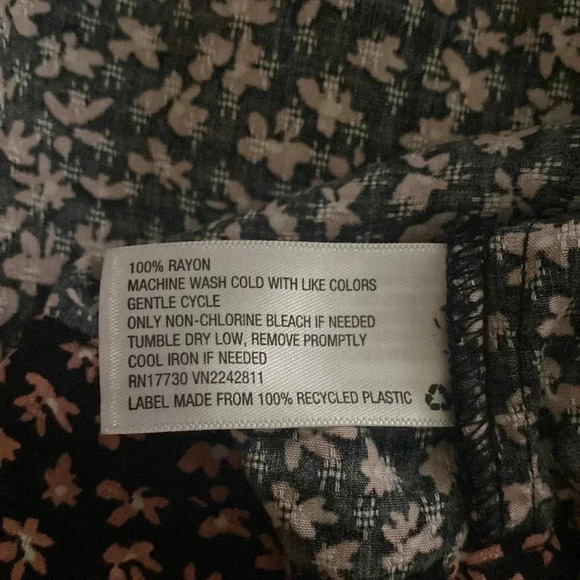 100% RAYON
MACHINE WASH COLD WITH LIKE COLORS
GENTLE CYCLE
ONLY NON-CHLORINE BLEACH IF NEEDED
TUMBLE DRY LOW, REMOVE PROMPTLY
COOL IRON IF NEEDED
RN17730 VN2242811
LABEL MADE FROM 100% RECYCLED PLASTIC